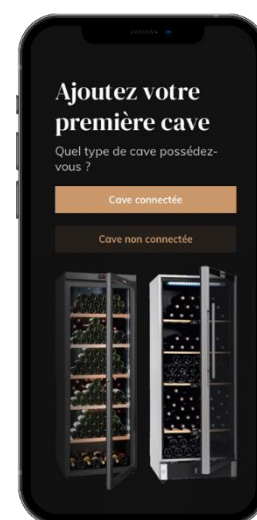 Ajoutez votre
première cave
Quel type de cave possédez-
vous ?
Cave connectée
Cave non connectée